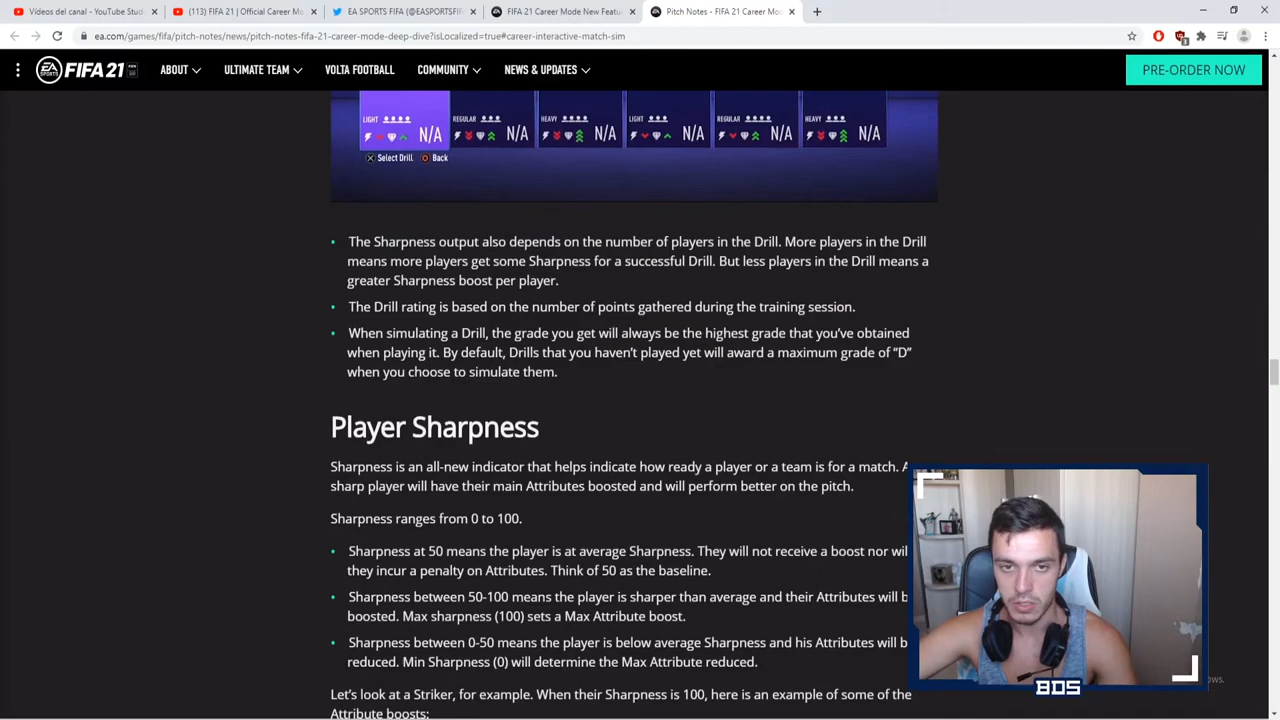 Vídeos del canal - YouTube Stud
(113) FIFA 21 | Official Career M
EA SPORTS FIFA (@EASPORTSFIF
FIFA 21 Career Mode New Featu
Pitch Notes - FIFA 21 Career Mo
ea.com/games/fifa/pitch-notes/news/pitch-notes-fifa-21-career-mode-deep-dive?isLocalized=true#career-interactive-match-sim
EA SPORTS FIFA 21
ABOUT
ULTIMATE TEAM
VOLTA FOOTBALL
COMMUNITY
NEWS & UPDATES
PRE-ORDER NOW
LIGHT N/A
REGULAR N/A
HEAVY N/A
LIGHT N/A
REGULAR N/A
HEAVY N/A
Select Drill Back
The Sharpness output also depends on the number of players in the Drill. More players in the Drill
means more players get some Sharpness for a successful Drill. But less players in the Drill means a
greater Sharpness boost per player.
The Drill rating is based on the number of points gathered during the training session.
When simulating a Drill, the grade you get will always be the highest grade that you’ve obtained
when playing it. By default, Drills that you haven’t played yet will award a maximum grade of “D”
when you choose to simulate them.
Player Sharpness
Sharpness is an all-new indicator that helps indicate how ready a player or a team is for a match. A
sharp player will have their main Attributes boosted and will perform better on the pitch.
Sharpness ranges from 0 to 100.
Sharpness at 50 means the player is at average Sharpness. They will not receive a boost nor wil
they incur a penalty on Attributes. Think of 50 as the baseline.
Sharpness between 50-100 means the player is sharper than average and their Attributes will b
boosted. Max sharpness (100) sets a Max Attribute boost.
Sharpness between 0-50 means the player is below average Sharpness and his Attributes will b
reduced. Min Sharpness (0) will determine the Max Attribute reduced.
Let’s look at a Striker, for example. When their Sharpness is 100, here is an example of some of the
Attribute boosts:
BDS
ws.